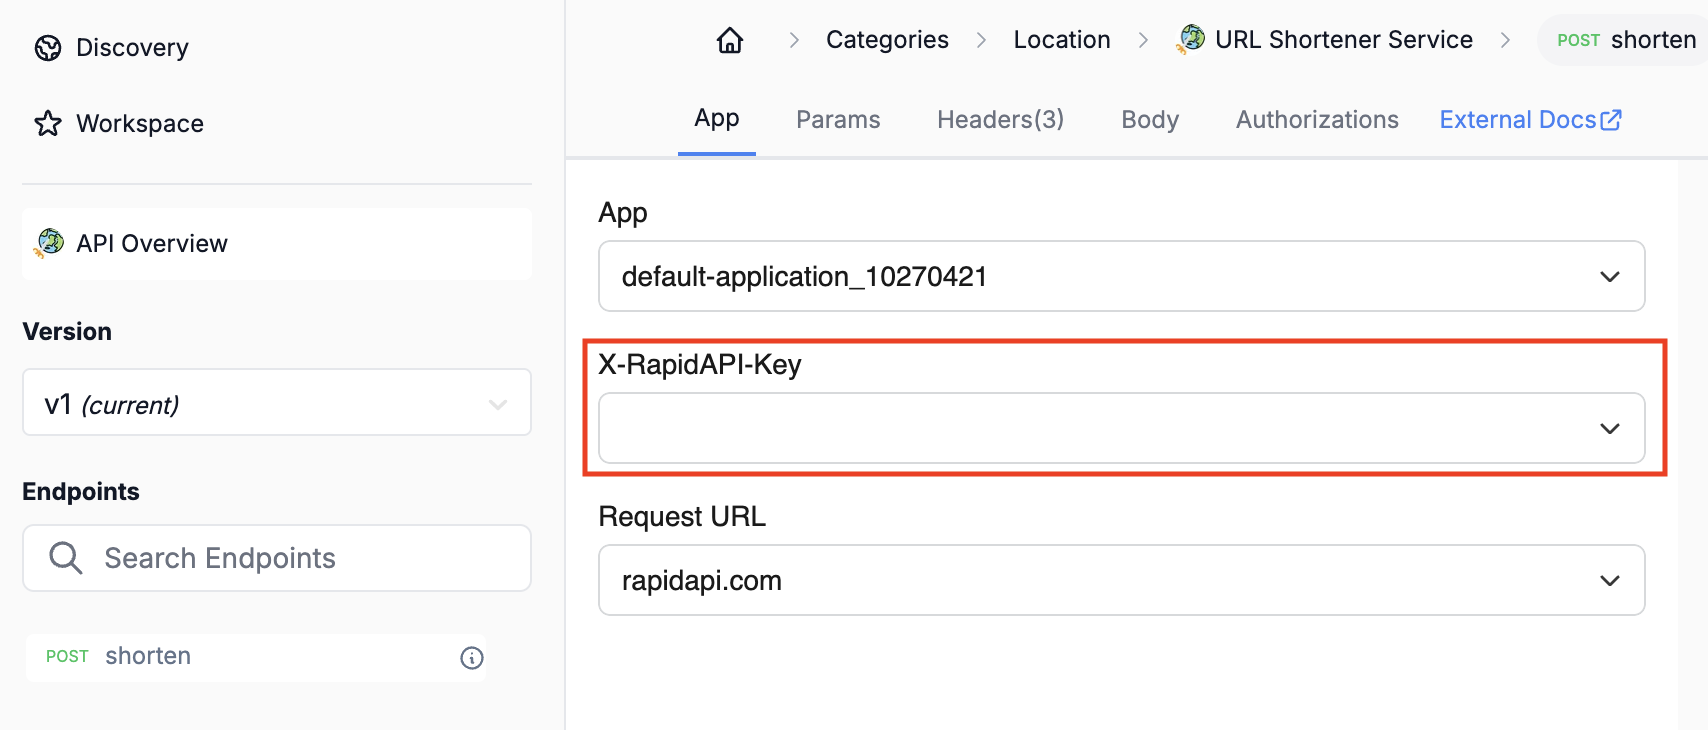 Discovery
Workspace
API Overview
Version
v1 (current)
Endpoints
Search Endpoints
POST shorten
Categories
Location
URL Shortener Service
POST shorten
App
Params
Headers(3)
Body
Authorizations
External Docs
App
default-application_10270421
X-RapidAPI-Key
Request URL
rapidapi.com